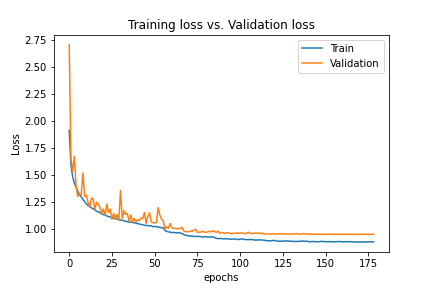 Training loss vs. Validation loss
Train
Validation
Loss
2.75
2.50
2.25
2.00
1.75
1.50
1.25
1.00
0 25 50 75 100 125 150 175
epochs